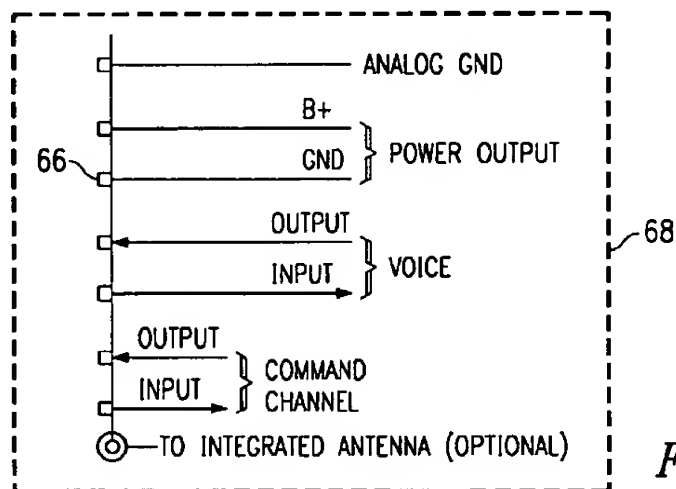 ANALOG GND
B+
POWER OUTPUT
66
GND
OUTPUT
68
VOICE
INPUT
OUTPUT
COMMAND
INPUT
CHANNEL
TO INTEGRATED ANTENNA (OPTIONAL)
F